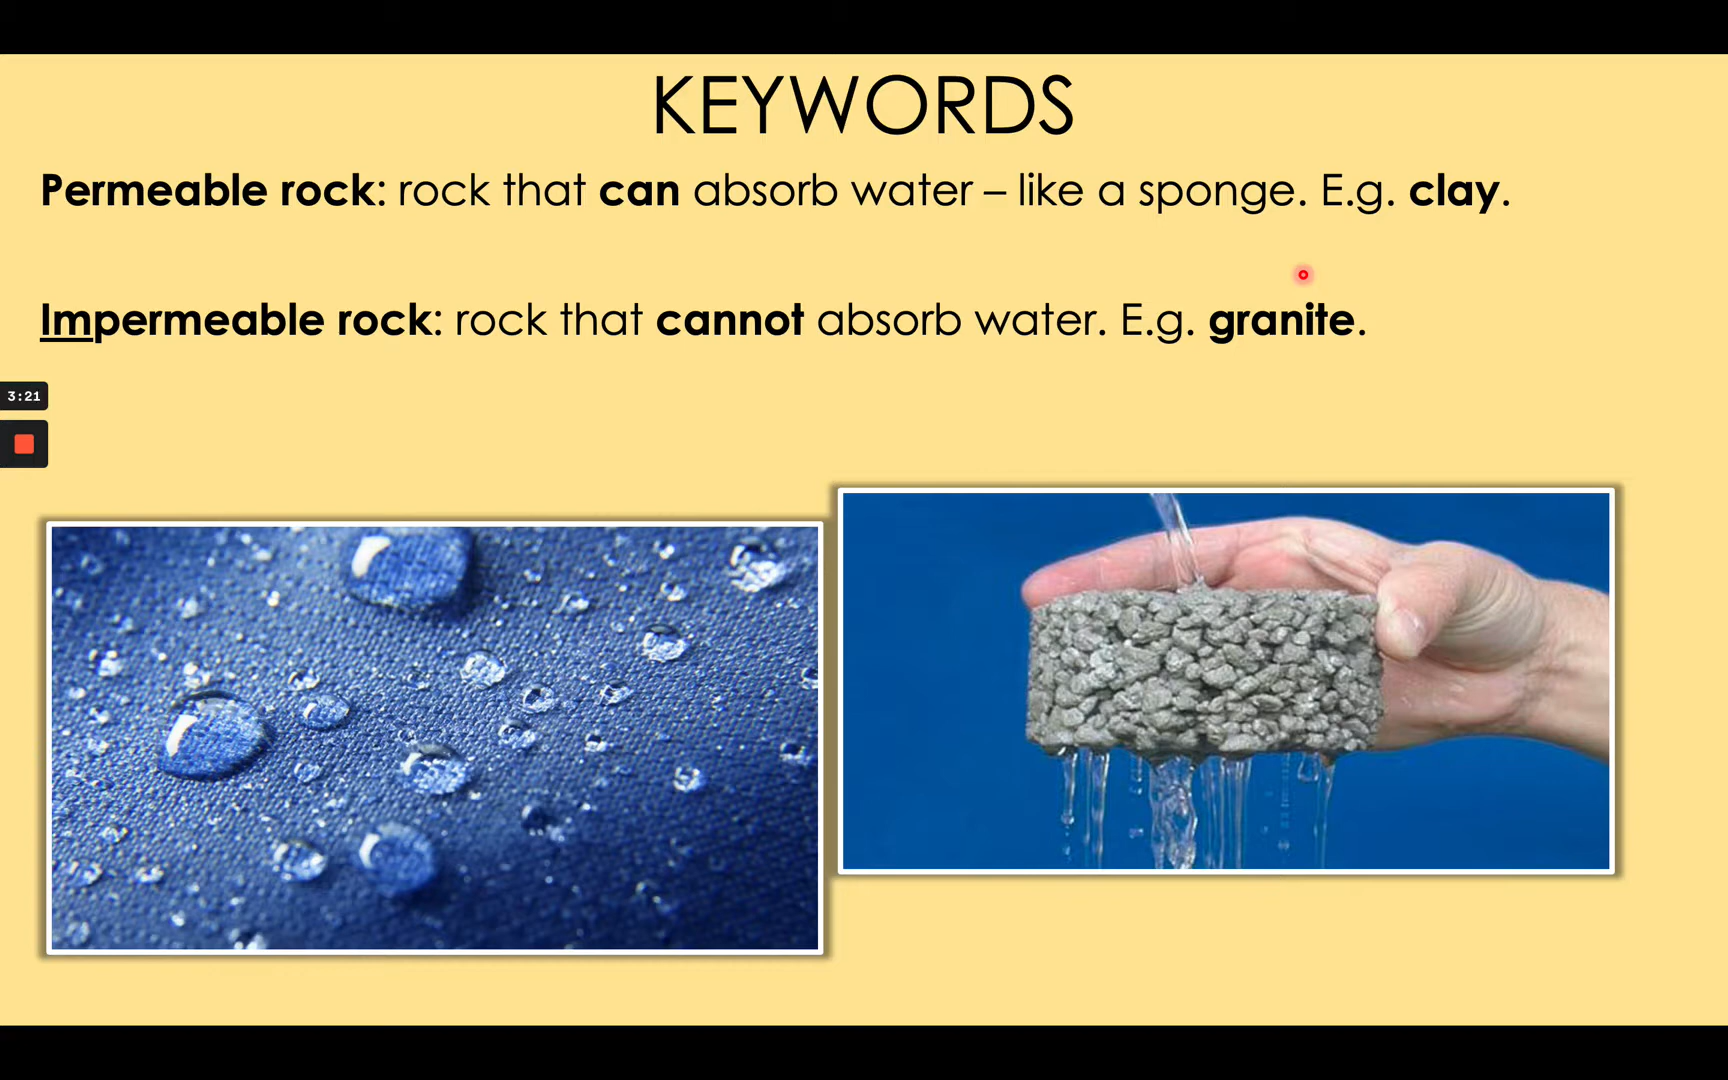 KEYWORDS
Permeable rock: rock that can absorb water – like a sponge. E.g. clay.
Impermeable rock: rock that cannot absorb water. E.g. granite.
3:21